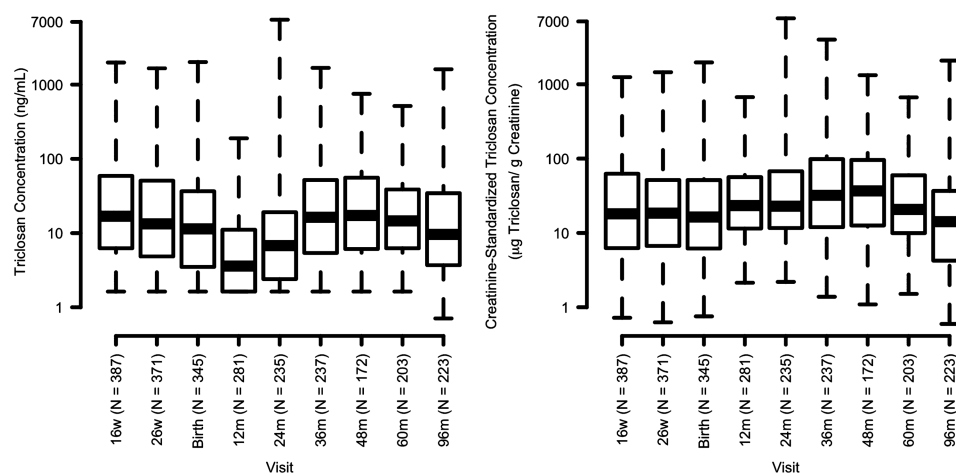 Triclosan Concentration (ng/mL)
7000
1000
100
10
1
16w (N = 387)
26w (N = 371)
Birth (N = 345)
12m (N = 281)
24m (N = 235)
36m (N = 237)
48m (N = 172)
60m (N = 203)
96m (N = 223)
Visit
Creatinine-Standardized Triclosan Concentration
(μg Triclosan/ g Creatinine)
7000
1000
100
10
1
16w (N = 387)
26w (N = 371)
Birth (N = 345)
12m (N = 281)
24m (N = 235)
36m (N = 237)
48m (N = 172)
60m (N = 203)
96m (N = 223)
Visit